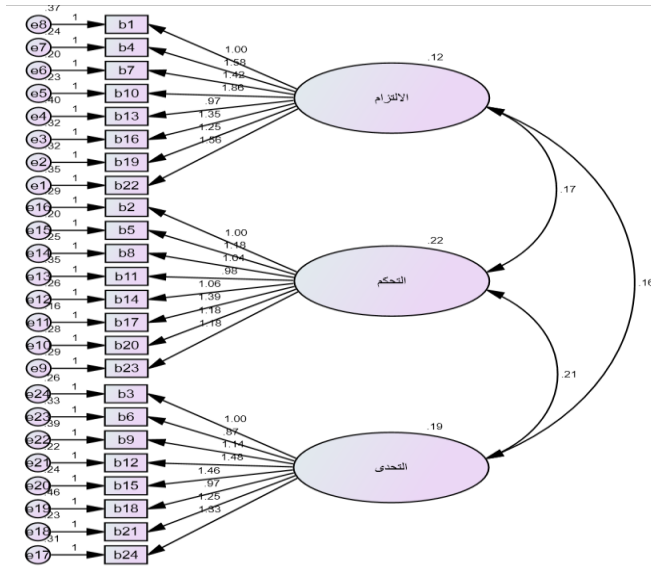 .37
e8 1 b1
.24
e7 1 b4
.20
e6 1 b7
.23
e5 1 b10
.40
e4 1 b13
.32
e3 1 b16
.32
e2 1 b19
.35
e1 1 b22
.29
e16 1 b2
.20
e15 1 b5
.25
e14 1 b8
.35
e13 1 b11
.26
e12 1 b14
.16
e11 1 b17
.28
e10 1 b20
.29
e9 1 b23
.26
e24 1 b3
.33
e23 1 b6
.39
e22 1 b9
.22
e21 1 b12
.24
e20 1 b15
.46
e19 1 b18
.23
e18 1 b21
.31
e17 1 b24
1.00
1.58
1.42
1.86
.97
1.35
1.25
1.56
.12
الالتزام
1.00
1.18
1.04
.98
1.06
1.39
1.18
1.18
.22
التحكم
1.00
.87
1.14
1.48
1.46
.97
1.25
1.33
.19
التحدى
.17
.16
.21